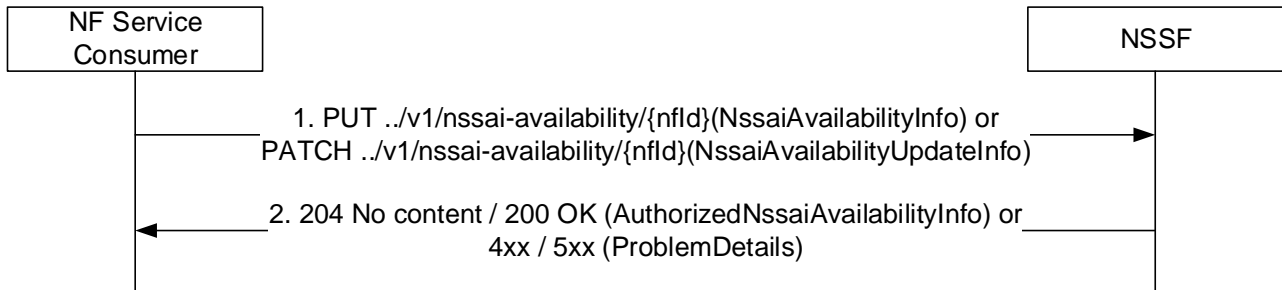 NF Service
Consumer
NSSF
1. PUT ../v1/nssai-availability/{nfId}(NssaiAvailabilityInfo) or
PATCH ../v1/nssai-availability/{nfId}(NssaiAvailabilityUpdateInfo)
2. 204 No content / 200 OK (AuthorizedNssaiAvailabilityInfo) or
4xx / 5xx (ProblemDetails)